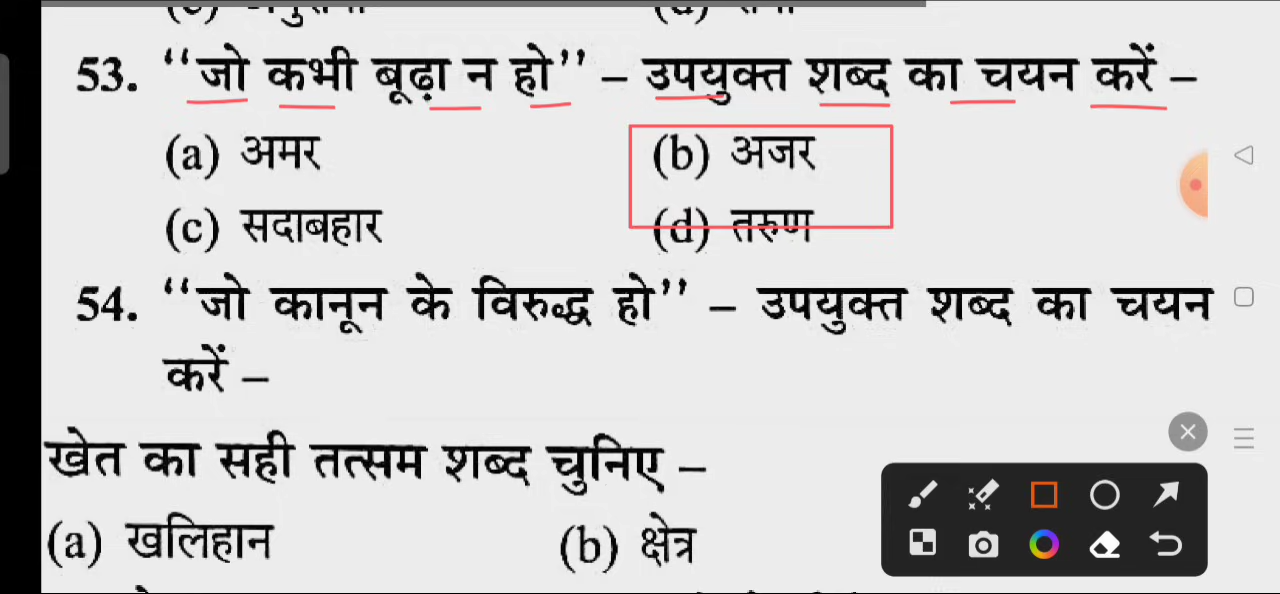 53. “जो कभी बूढ़ा न हो” – उपयुक्त शब्द का चयन करें –
(a) अमर (b) अजर
(c) सदाबहार (d) तरुण
54. “जो कानून के विरुद्ध हो” – उपयुक्त शब्द का चयन
करें –
खेत का सही तत्सम शब्द चुनिए –
(a) खलिहान (b) क्षेत्र